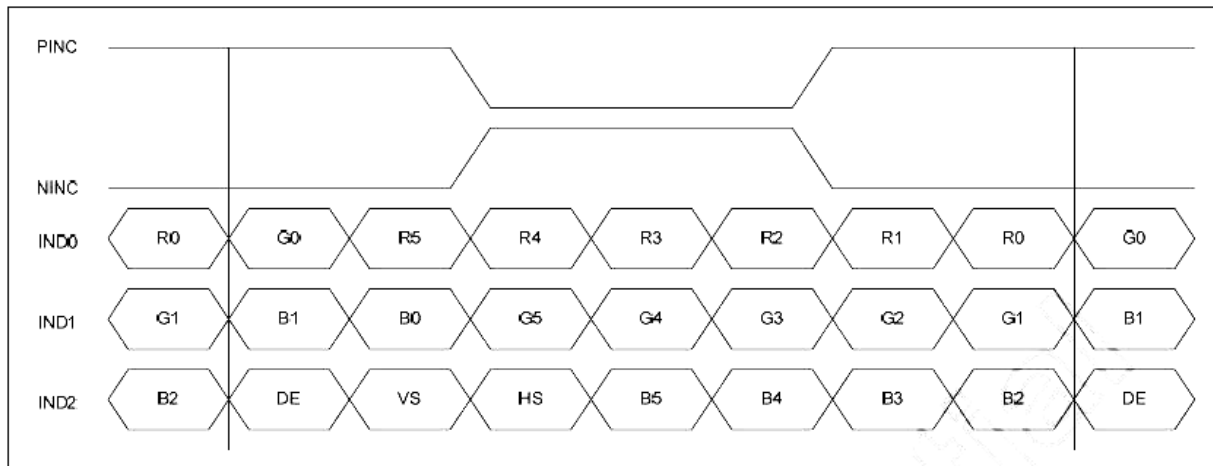 PINC
NINC
IND0 R0 G0 R5 R4 R3 R2 R1 R0 G0
IND1 G1 B1 B0 G5 G4 G3 G2 G1 B1
IND2 B2 DE VS HS B5 B4 B3 B2 DE